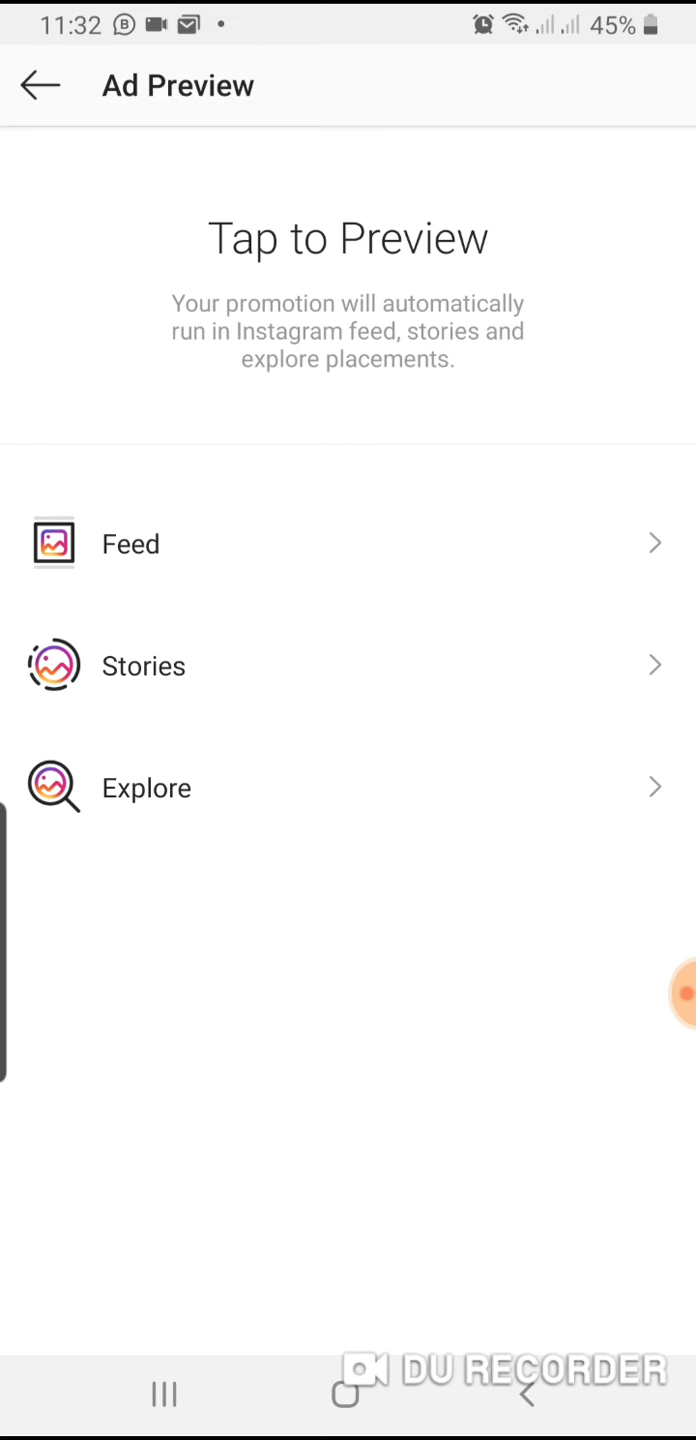 11:32
45%
Ad Preview
Tap to Preview
Your promotion will automatically
run in Instagram feed, stories and
explore placements.
Feed
Stories
Explore
DU RECORDER